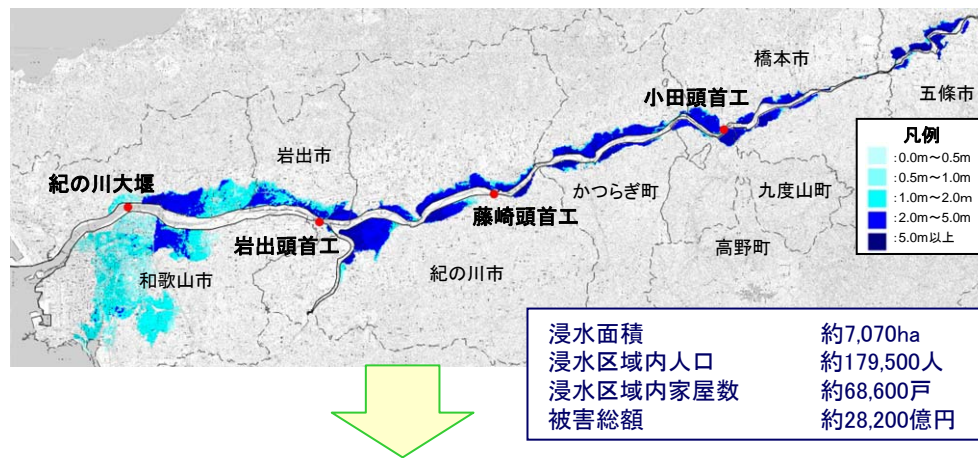 橋本市
小田頭首工
五條市
凡例
:0.0m～0.5m
:0.5m～1.0m
:1.0m～2.0m
:2.0m～5.0m
:5.0m以上
岩出市
紀の川大堰
かつらぎ町
九度山町
藤崎頭首工
岩出頭首工
高野町
和歌山市
紀の川市
浸水面積 約7,070ha
浸水区域内人口 約179,500人
浸水区域内家屋数 約68,600戸
被害総額 約28,200億円